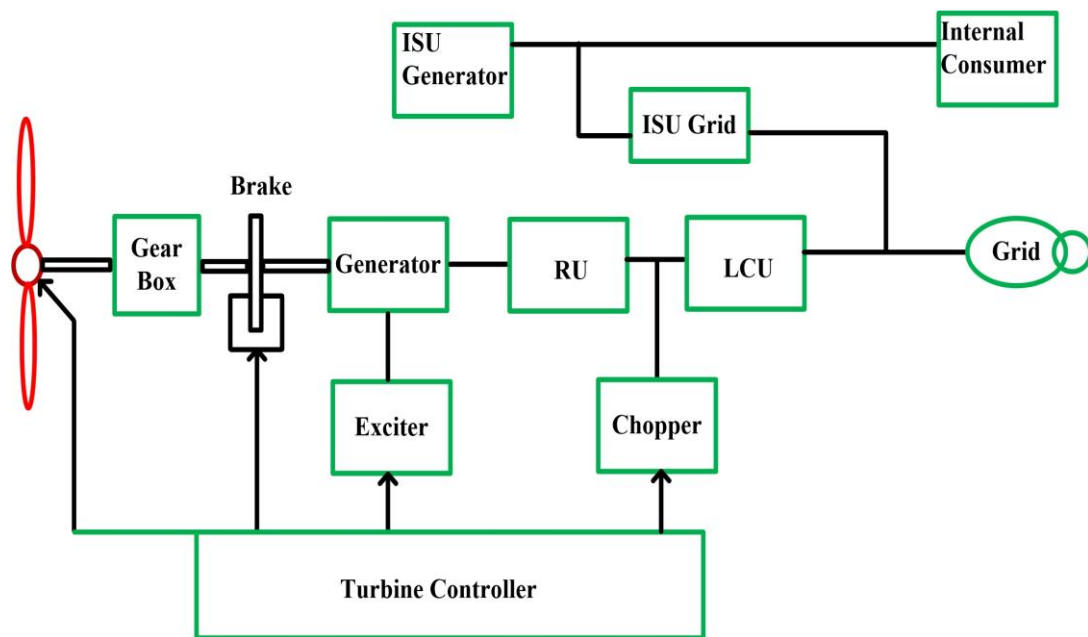 ISU
Generator
Internal
Consumer
ISU Grid
Brake
Gear
Box
Generator
RU
LCU
Grid
Exciter
Chopper
Turbine Controller